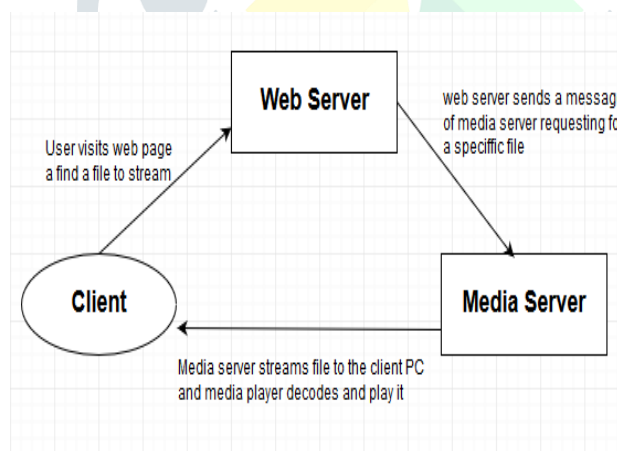 Web Server
web server sends a messag
of media server requesting fo
a speciffic file
User visits web page
a find a file to stream
Client
Media Server
Media server streams file to the client PC
and media player decodes and play it